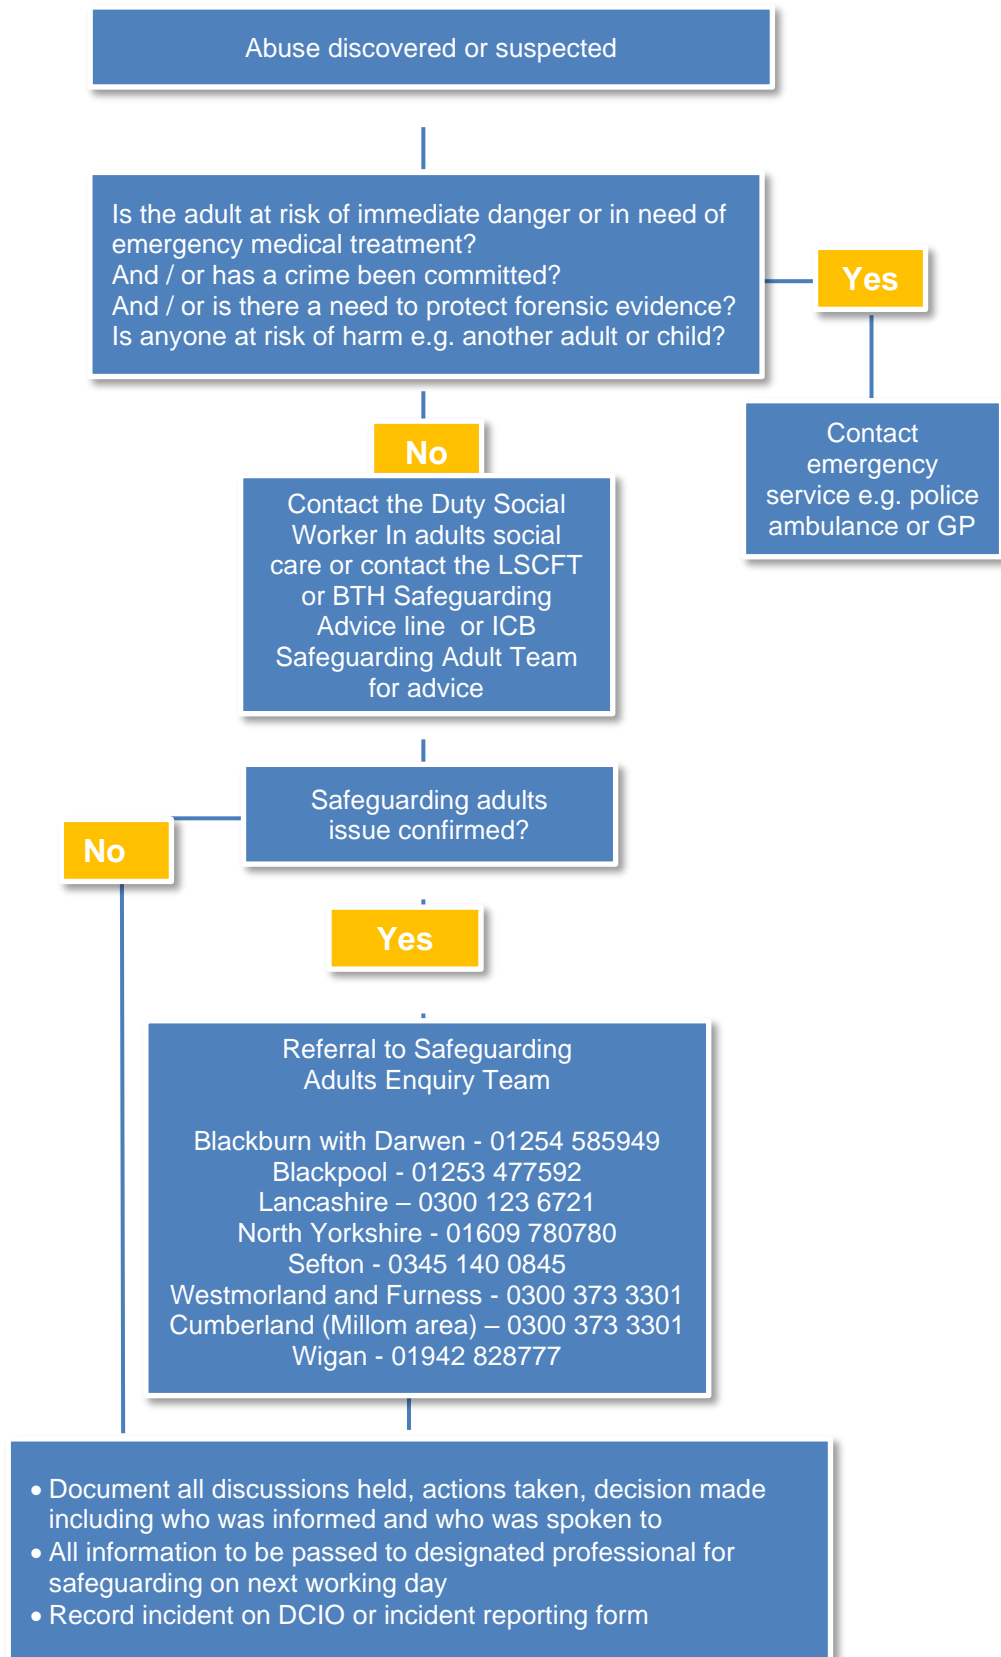 Abuse discovered or suspected
Is the adult at risk of immediate danger or in need of
emergency medical treatment?
And / or has a crime been committed?
And / or is there a need to protect forensic evidence?
Is anyone at risk of harm e.g. another adult or child?
Yes
Contact
emergency
service e.g. police
ambulance or GP
No
Contact the Duty Social
Worker In adults social
care or contact the LSCFT
or BTH Safeguarding
Advice line or ICB
Safeguarding Adult Team
for advice
Safeguarding adults
issue confirmed?
No
Yes
Referral to Safeguarding
Adults Enquiry Team
Blackburn with Darwen - 01254 585949
Blackpool - 01253 477592
Lancashire – 0300 123 6721
North Yorkshire - 01609 780780
Sefton - 0345 140 0845
Westmorland and Furness - 0300 373 3301
Cumberland (Millom area) – 0300 373 3301
Wigan - 01942 828777
• Document all discussions held, actions taken, decision made
including who was informed and who was spoken to
• All information to be passed to designated professional for
safeguarding on next working day
• Record incident on DCIO or incident reporting form